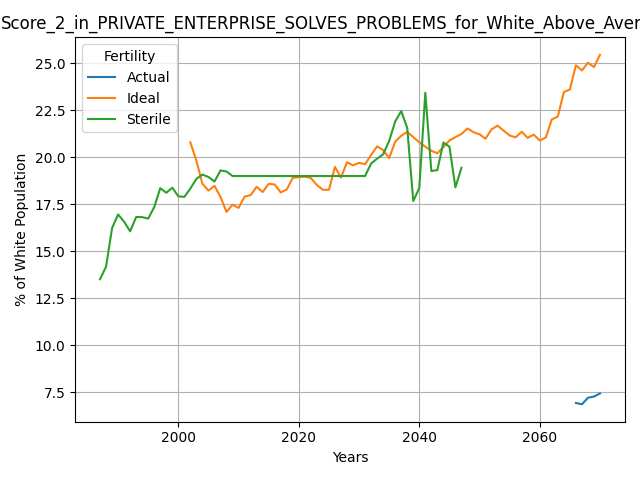 Score_2_in_PRIVATE_ENTERPRISE_SOLVES_PROBLEMS_for_White_Above_Aver
Fertility
Actual
Ideal
Sterile
% of White Population
25.0
22.5
20.0
17.5
15.0
12.5
10.0
7.5
2000
2020
2040
2060
Years